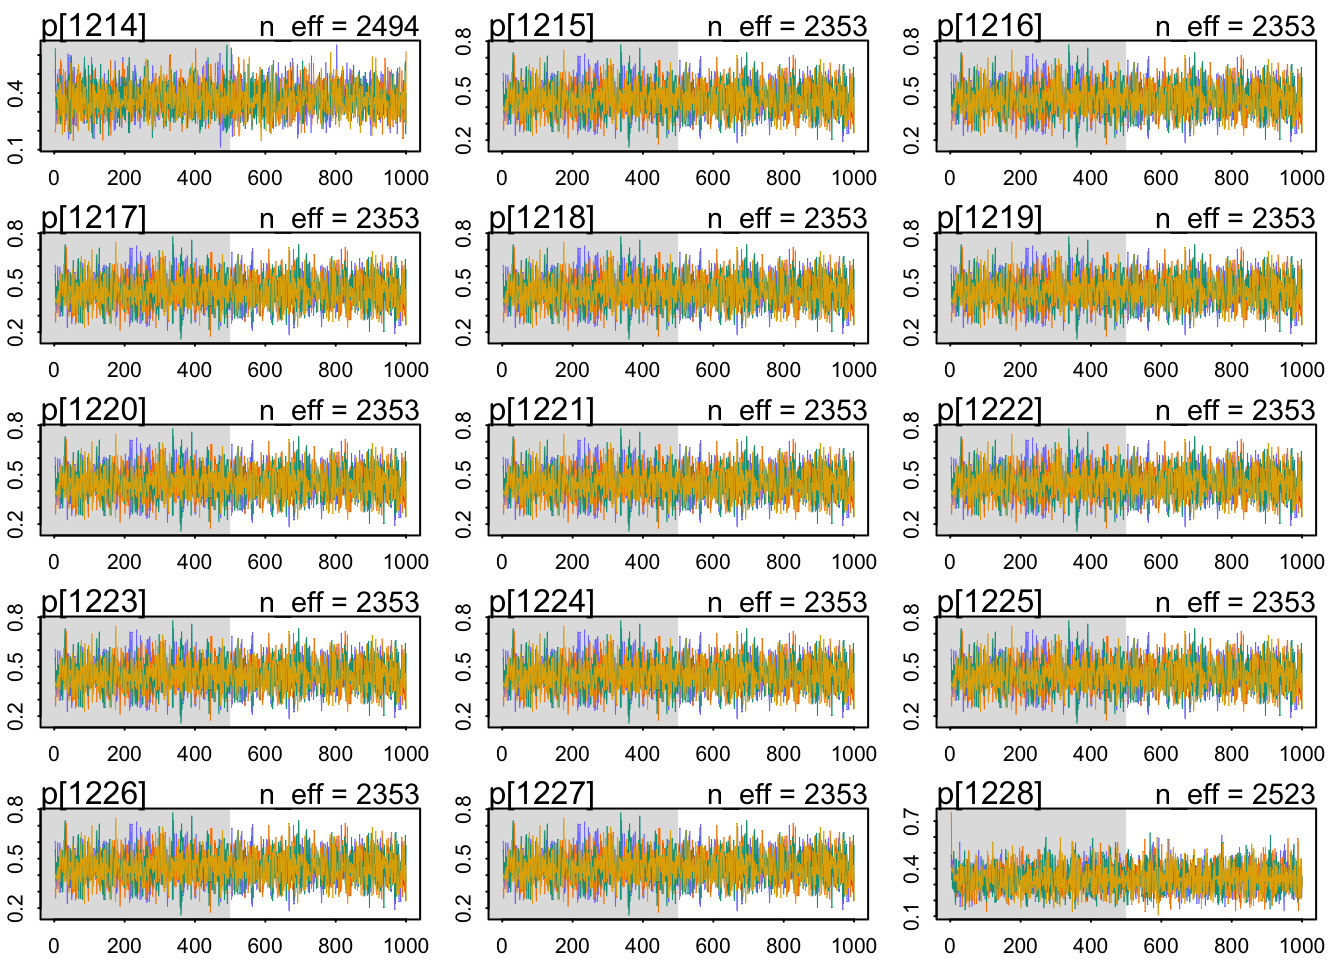 p[1214] n_eff = 2494 p[1215] n_eff = 2353 p[1216] n_eff = 2353
0.1 0.4 0.2 0.5 0.8 0.2 0.5 0.8
0 200 400 600 800 1000 0 200 400 600 800 1000 0 200 400 600 800 1000
p[1217] n_eff = 2353 p[1218] n_eff = 2353 p[1219] n_eff = 2353
0.2 0.5 0.8 0.2 0.5 0.8 0.2 0.5 0.8
0 200 400 600 800 1000 0 200 400 600 800 1000 0 200 400 600 800 1000
p[1220] n_eff = 2353 p[1221] n_eff = 2353 p[1222] n_eff = 2353
0.2 0.5 0.8 0.2 0.5 0.8 0.2 0.5 0.8
0 200 400 600 800 1000 0 200 400 600 800 1000 0 200 400 600 800 1000
p[1223] n_eff = 2353 p[1224] n_eff = 2353 p[1225] n_eff = 2353
0.2 0.5 0.8 0.2 0.5 0.8 0.2 0.5 0.8
0 200 400 600 800 1000 0 200 400 600 800 1000 0 200 400 600 800 1000
p[1226] n_eff = 2353 p[1227] n_eff = 2353 p[1228] n_eff = 2523
0.2 0.5 0.8 0.2 0.5 0.8 0.1 0.4 0.7
0 200 400 600 800 1000 0 200 400 600 800 1000 0 200 400 600 800 1000